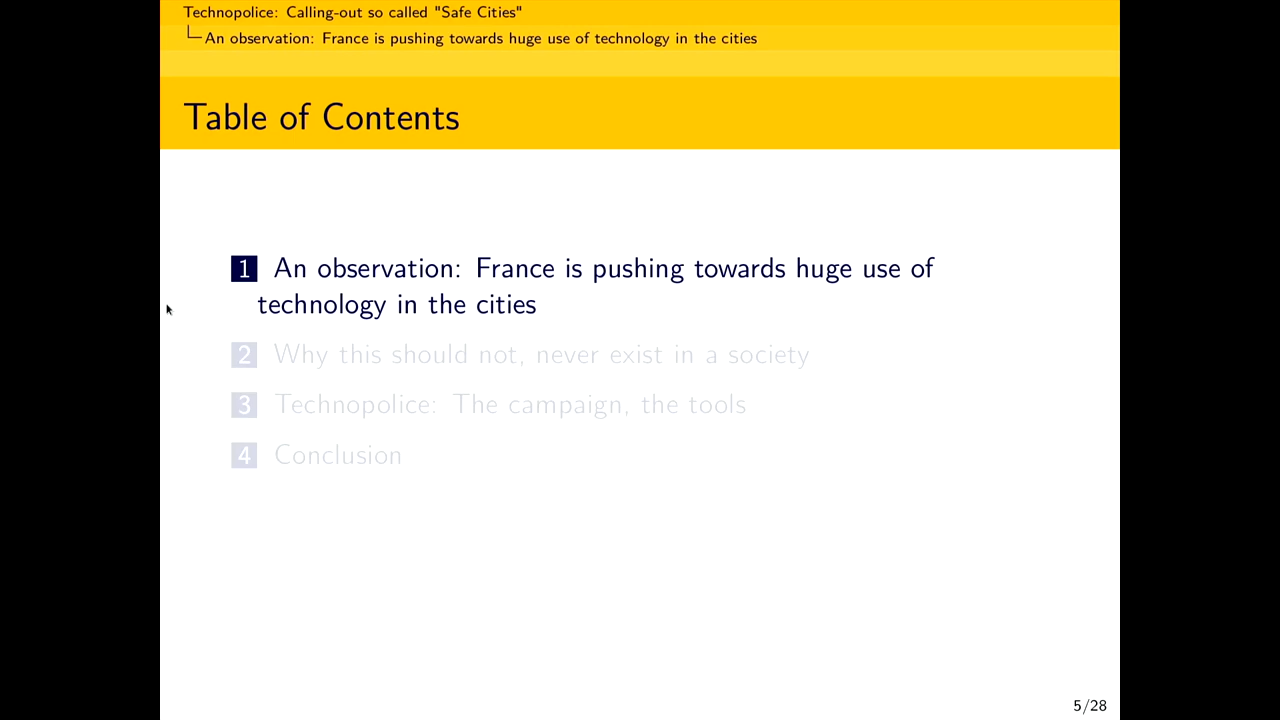 Technopolice: Calling-out so called "Safe Cities"
An observation: France is pushing towards huge use of technology in the cities
Table of Contents
1 An observation: France is pushing towards huge use of
technology in the cities
2 Why this should not, never exist in a society
3 Technopolice: The campaign, the tools
4 Conclusion
5/28